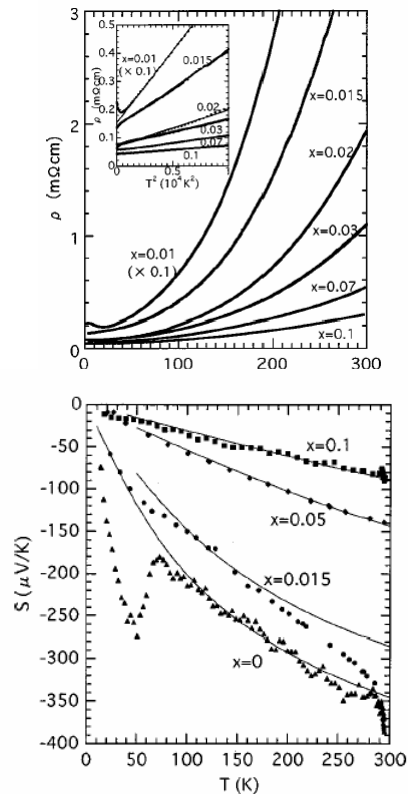 3
2
1
0
ρ (mΩcm)
0
100
200
300
x=0.01
(× 0.1)
x=0.015
x=0.02
x=0.03
x=0.07
x=0.1
0.5
0.4
0.3
0.2
0.1
0
ρ (mΩcm)
x=0.01
(× 0.1)
0.015
0.02
0.03
0.07
0.1
0
0.5
1
T² (10⁴K²)
0
-50
-100
-150
-200
-250
-300
-350
-400
S (μV/K)
x=0.1
x=0.05
x=0.015
x=0
0
50
100
150
200
250
300
T (K)